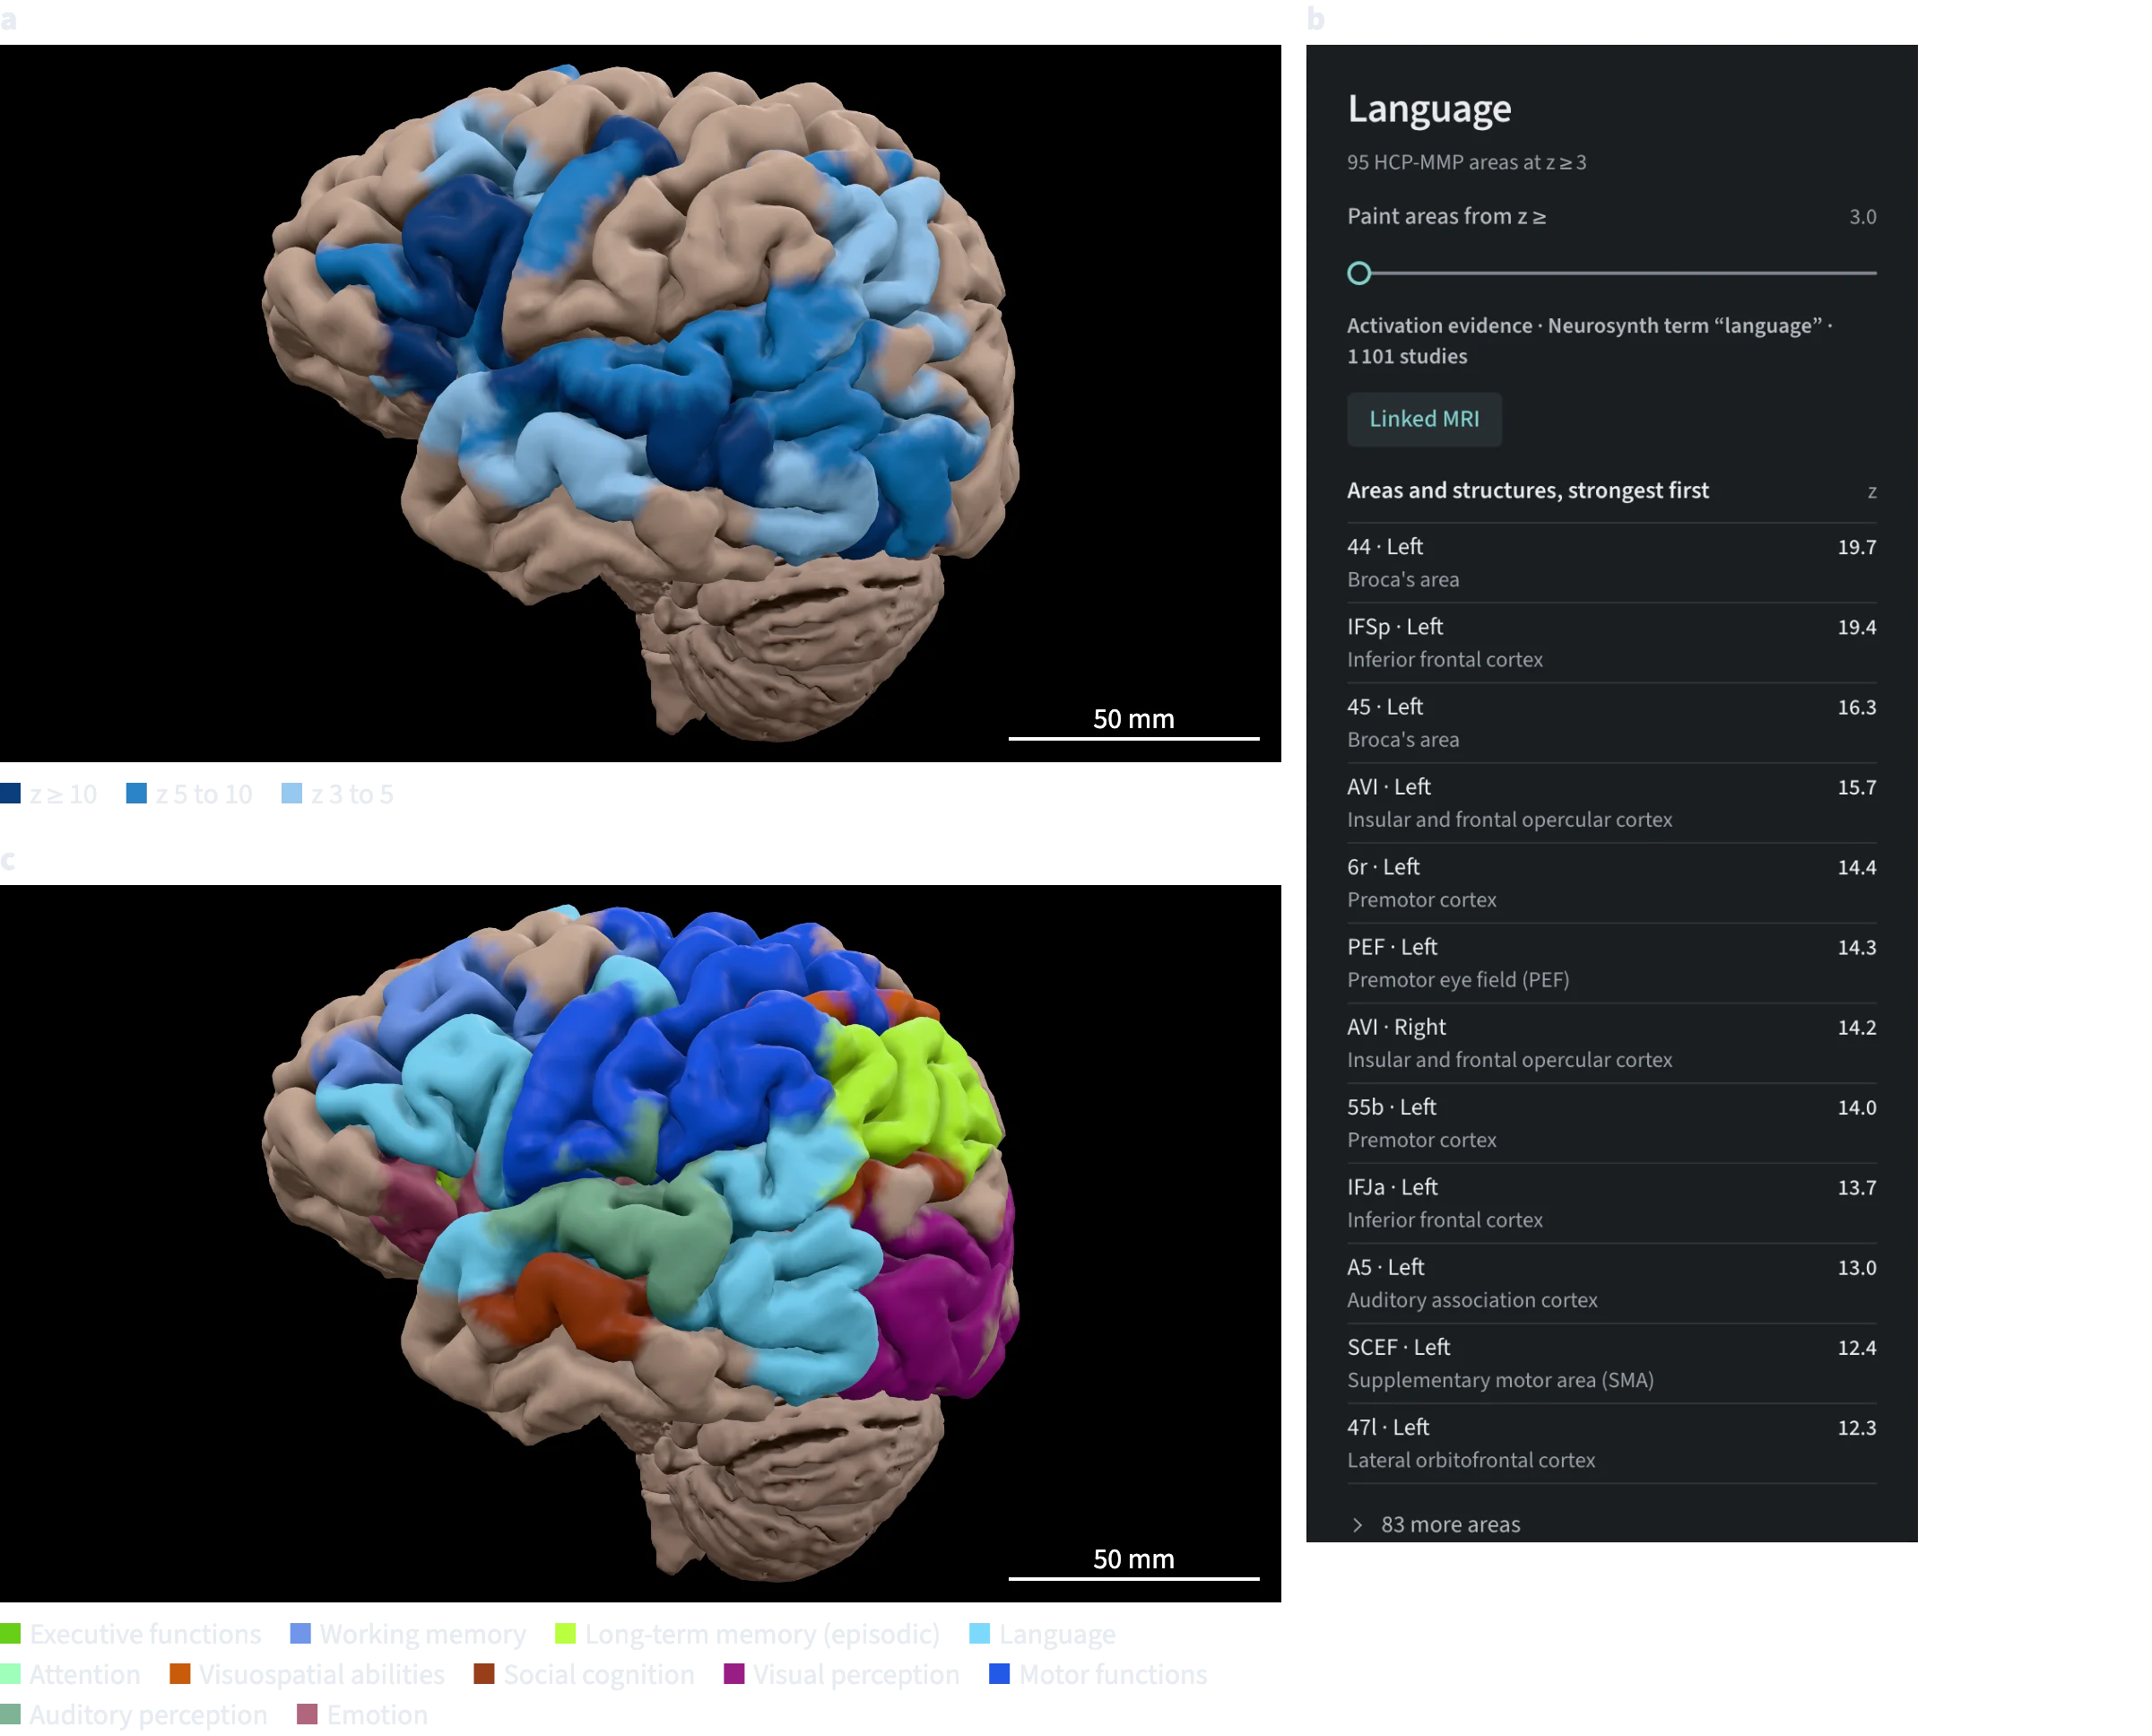 a
50 mm
z ≥ 10 z 5 to 10 z 3 to 5
b
Language
95 HCP-MMP areas at z ≥ 3
Paint areas from z ≥ 3.0
Activation evidence · Neurosynth term “language” ·
1101 studies
Linked MRI
Areas and structures, strongest first z
44 · Left 19.7
Broca's area
IFSp · Left 19.4
Inferior frontal cortex
45 · Left 16.3
Broca's area
AVI · Left 15.7
Insular and frontal opercular cortex
6r · Left 14.4
Premotor cortex
PEF · Left 14.3
Premotor eye field (PEF)
AVI · Right 14.2
Insular and frontal opercular cortex
55b · Left 14.0
Premotor cortex
IFJa · Left 13.7
Inferior frontal cortex
A5 · Left 13.0
Auditory association cortex
SCEF · Left 12.4
Supplementary motor area (SMA)
47l · Left 12.3
Lateral orbitofrontal cortex
83 more areas
c
50 mm
Executive functions Working memory Long-term memory (episodic) Language
Attention Visuospatial abilities Social cognition Visual perception Motor functions
Auditory perception Emotion